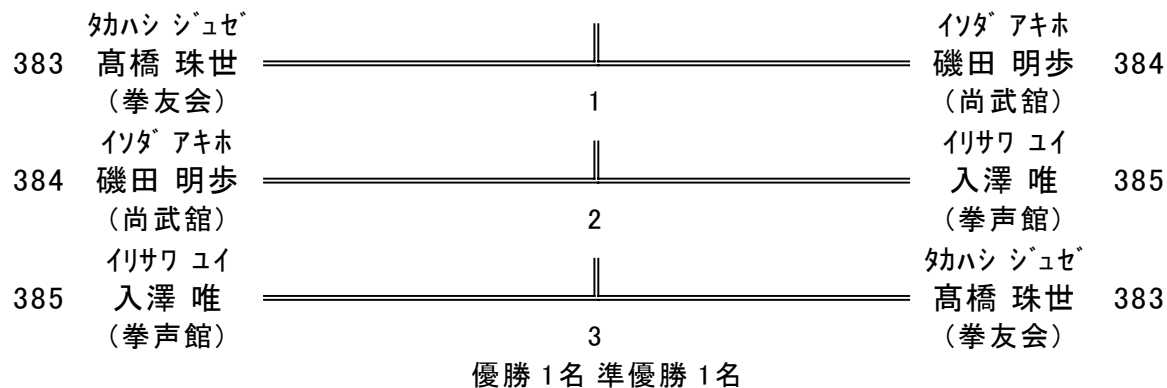 ﾀｶﾊｼ ｼﾞｭｾﾞ ｲｿﾀﾞ ｱｷﾎ
383 髙橋 珠世 磯田 明歩 384
（拳友会） 1 （尚武舘）
ｲｿﾀﾞ ｱｷﾎ ｲﾘｻﾜ ﾕｲ
384 磯田 明歩 入澤 唯 385
（尚武舘） 2 （拳声館）
ｲﾘｻﾜ ﾕｲ ﾀｶﾊｼ ｼﾞｭｾﾞ
385 入澤 唯 髙橋 珠世 383
（拳声館） 3 （拳友会）
優勝 1名 準優勝 1名